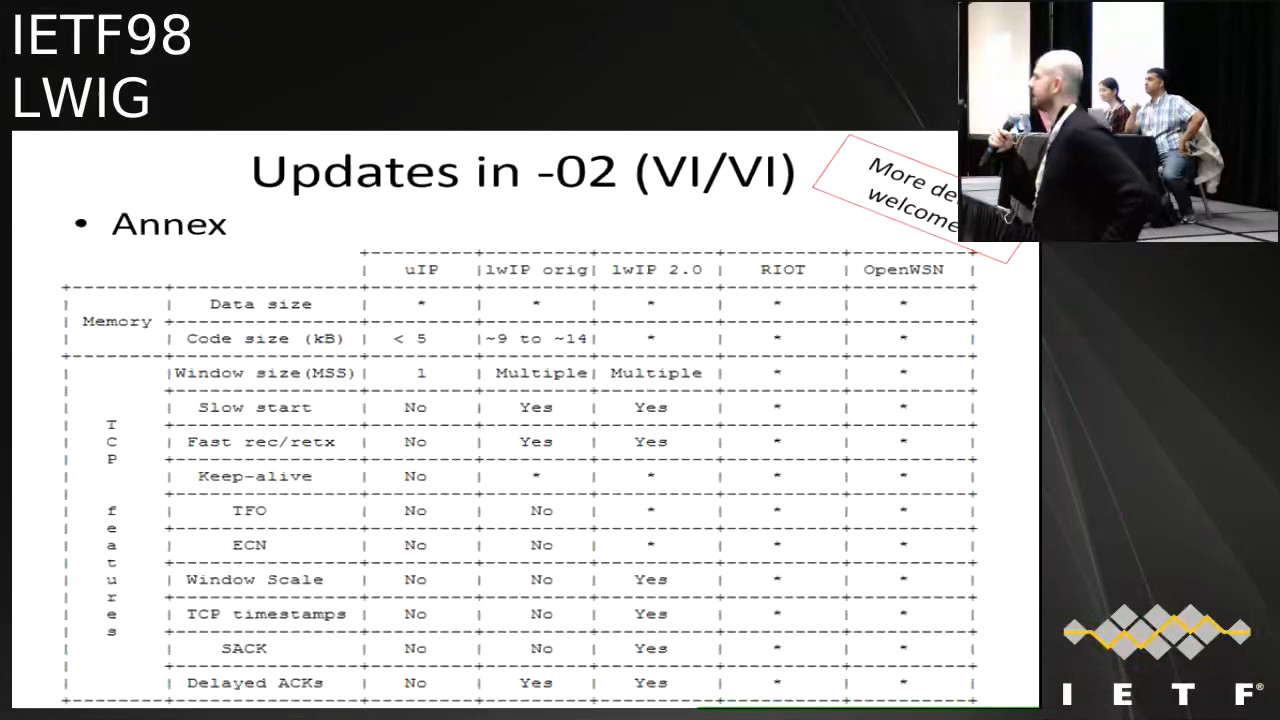 IETF98
LWIG
Updates in -02 (VI/VI)
More
welcome
• Annex
| uIP |lwIP orig| lwIP 2.0 | RIOT | OpenWSN |
| Memory | Data size | * | * | * | * | * |
| Code size (kB) | < 5 |~9 to ~14| * | * | * |
| TCP features |Window size(MSS)| 1 | Multiple| Multiple | * | * |
| Slow start | No | Yes | Yes | * | * |
| Fast rec/retx | No | Yes | Yes | * | * |
| Keep-alive | No | * | * | * | * |
| TFO | No | No | * | * | * |
| ECN | No | No | * | * | * |
| Window Scale | No | No | Yes | * | * |
| TCP timestamps | No | No | Yes | * | * |
| SACK | No | No | Yes | * | * |
| Delayed ACKs | No | Yes | Yes | * | * |
I E T F®